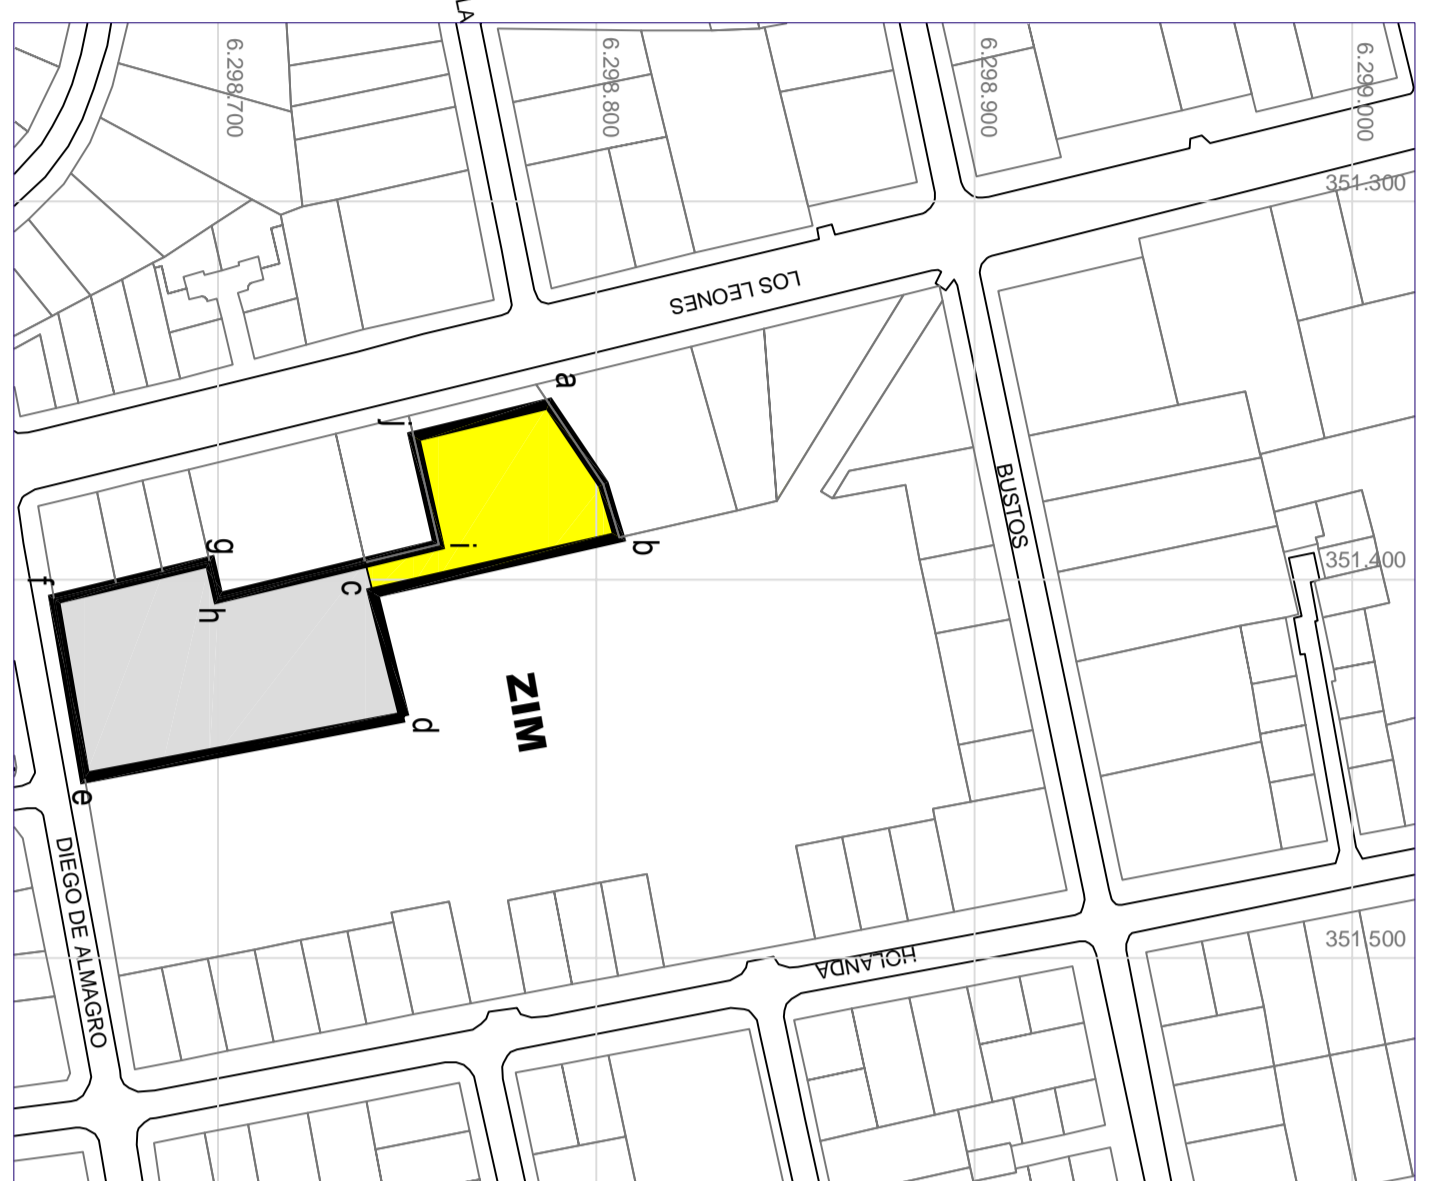 LA
6.298.700
6.298.800
6.298.900
6.299.000
351.300
LOS LEONES
a
j
BUSTOS
g
i
b
351.400
f
c
h
ZIM
d
e
DIEGO DE ALMAGRO
351.500
HOLANDA